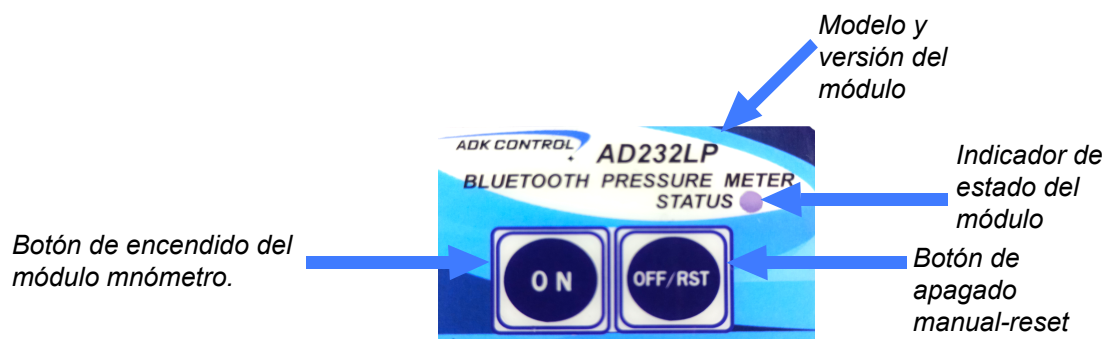 Modelo y
versión del
módulo
ADK CONTROL
AD232LP
BLUETOOTH PRESSURE METER
STATUS
Indicador de
estado del
módulo
Botón de encendido del
módulo mnómetro.
ON
OFF/RST
Botón de
apagado
manual-reset